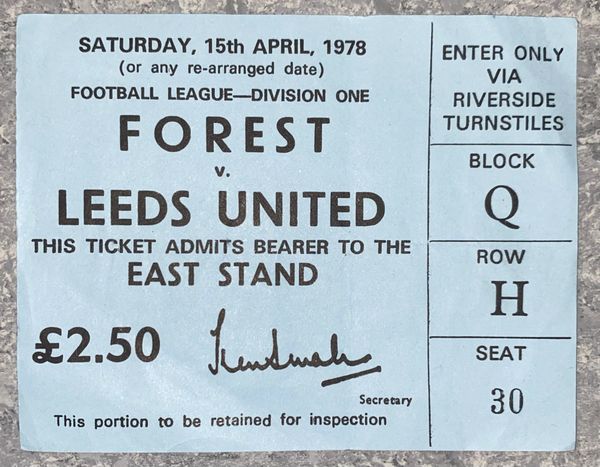 SATURDAY, 15th APRIL, 1978
(or any re-arranged date)
FOOTBALL LEAGUE—DIVISION ONE
FOREST
v.
LEEDS UNITED
THIS TICKET ADMITS BEARER TO THE
EAST STAND
£2.50
Secretary
This portion to be retained for inspection
ENTER ONLY
VIA
RIVERSIDE
TURNSTILES
BLOCK
Q
ROW
H
SEAT
30